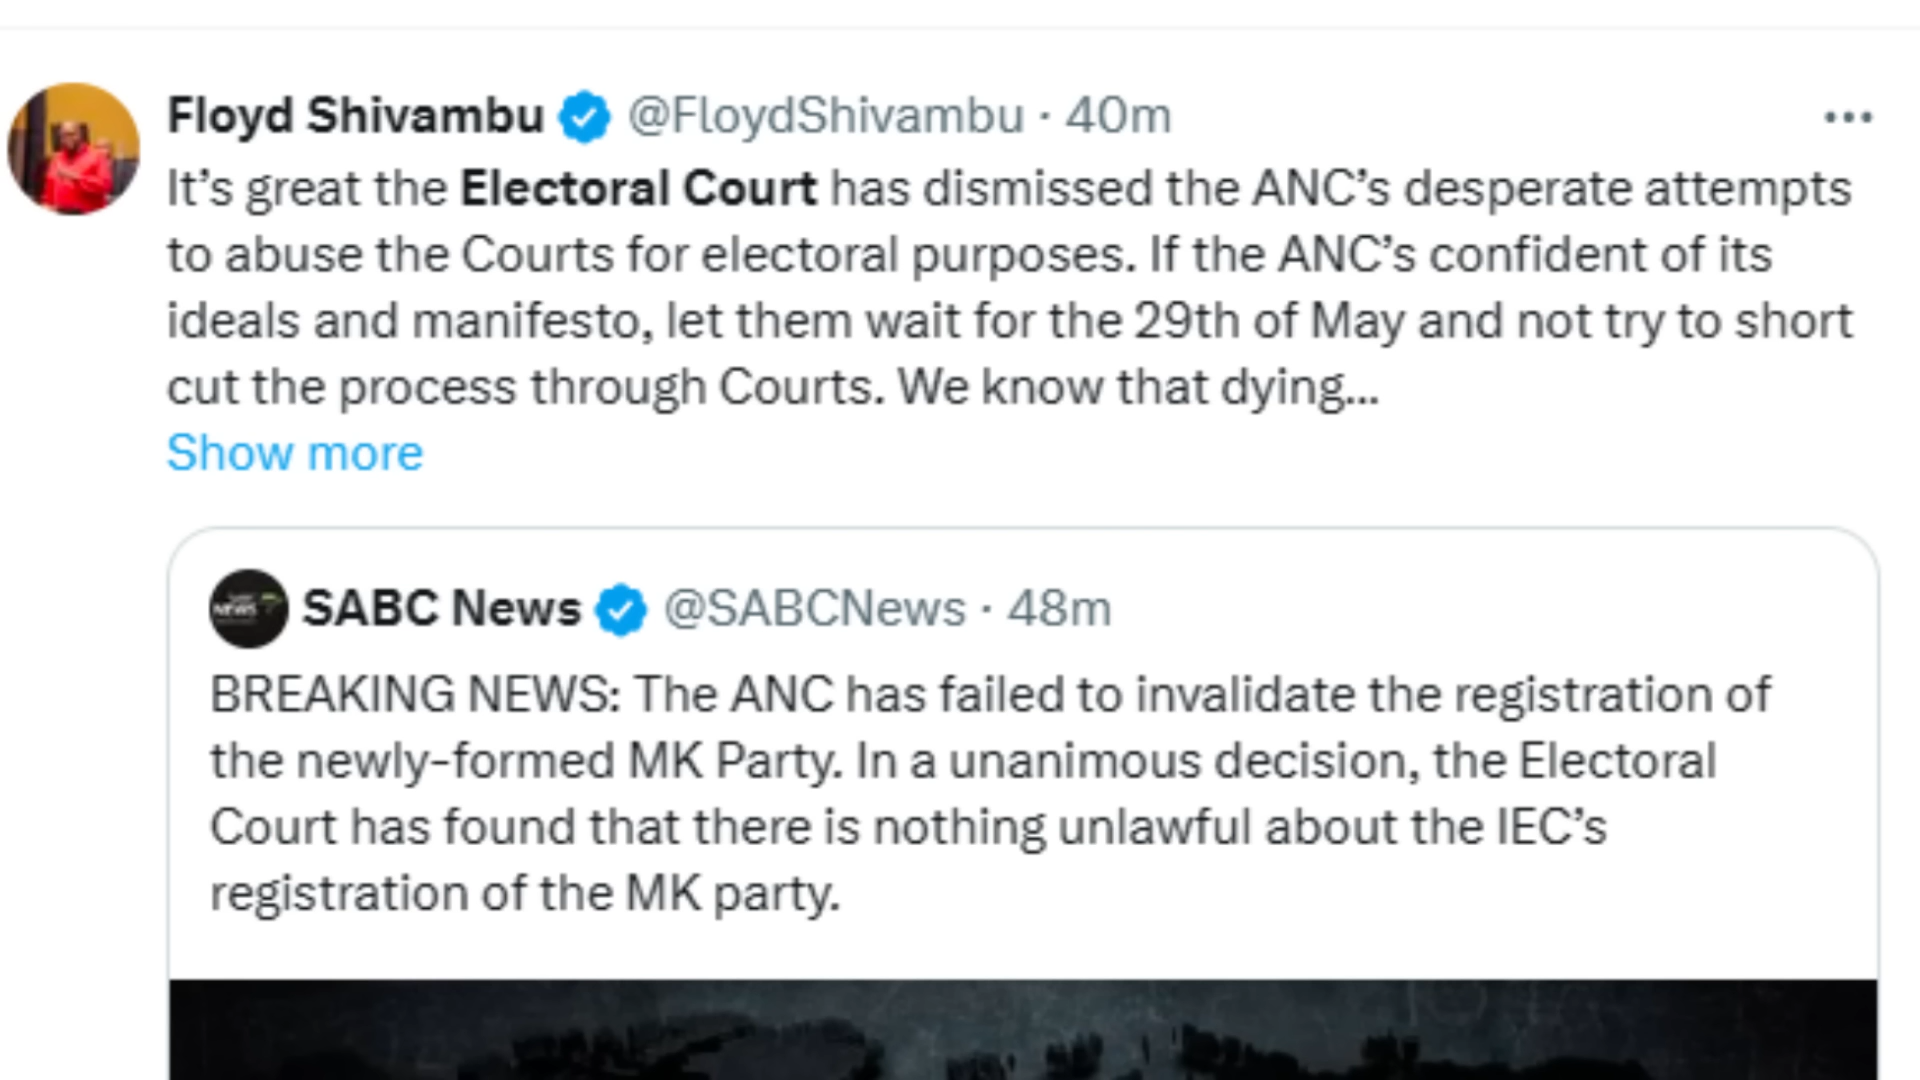 Floyd Shivambu @FloydShivambu · 40m
It’s great the Electoral Court has dismissed the ANC’s desperate attempts
to abuse the Courts for electoral purposes. If the ANC’s confident of its
ideals and manifesto, let them wait for the 29th of May and not try to short
cut the process through Courts. We know that dying...
Show more
NEWS
SABC News @SABCNews · 48m
BREAKING NEWS: The ANC has failed to invalidate the registration of
the newly-formed MK Party. In a unanimous decision, the Electoral
Court has found that there is nothing unlawful about the IEC’s
registration of the MK party.